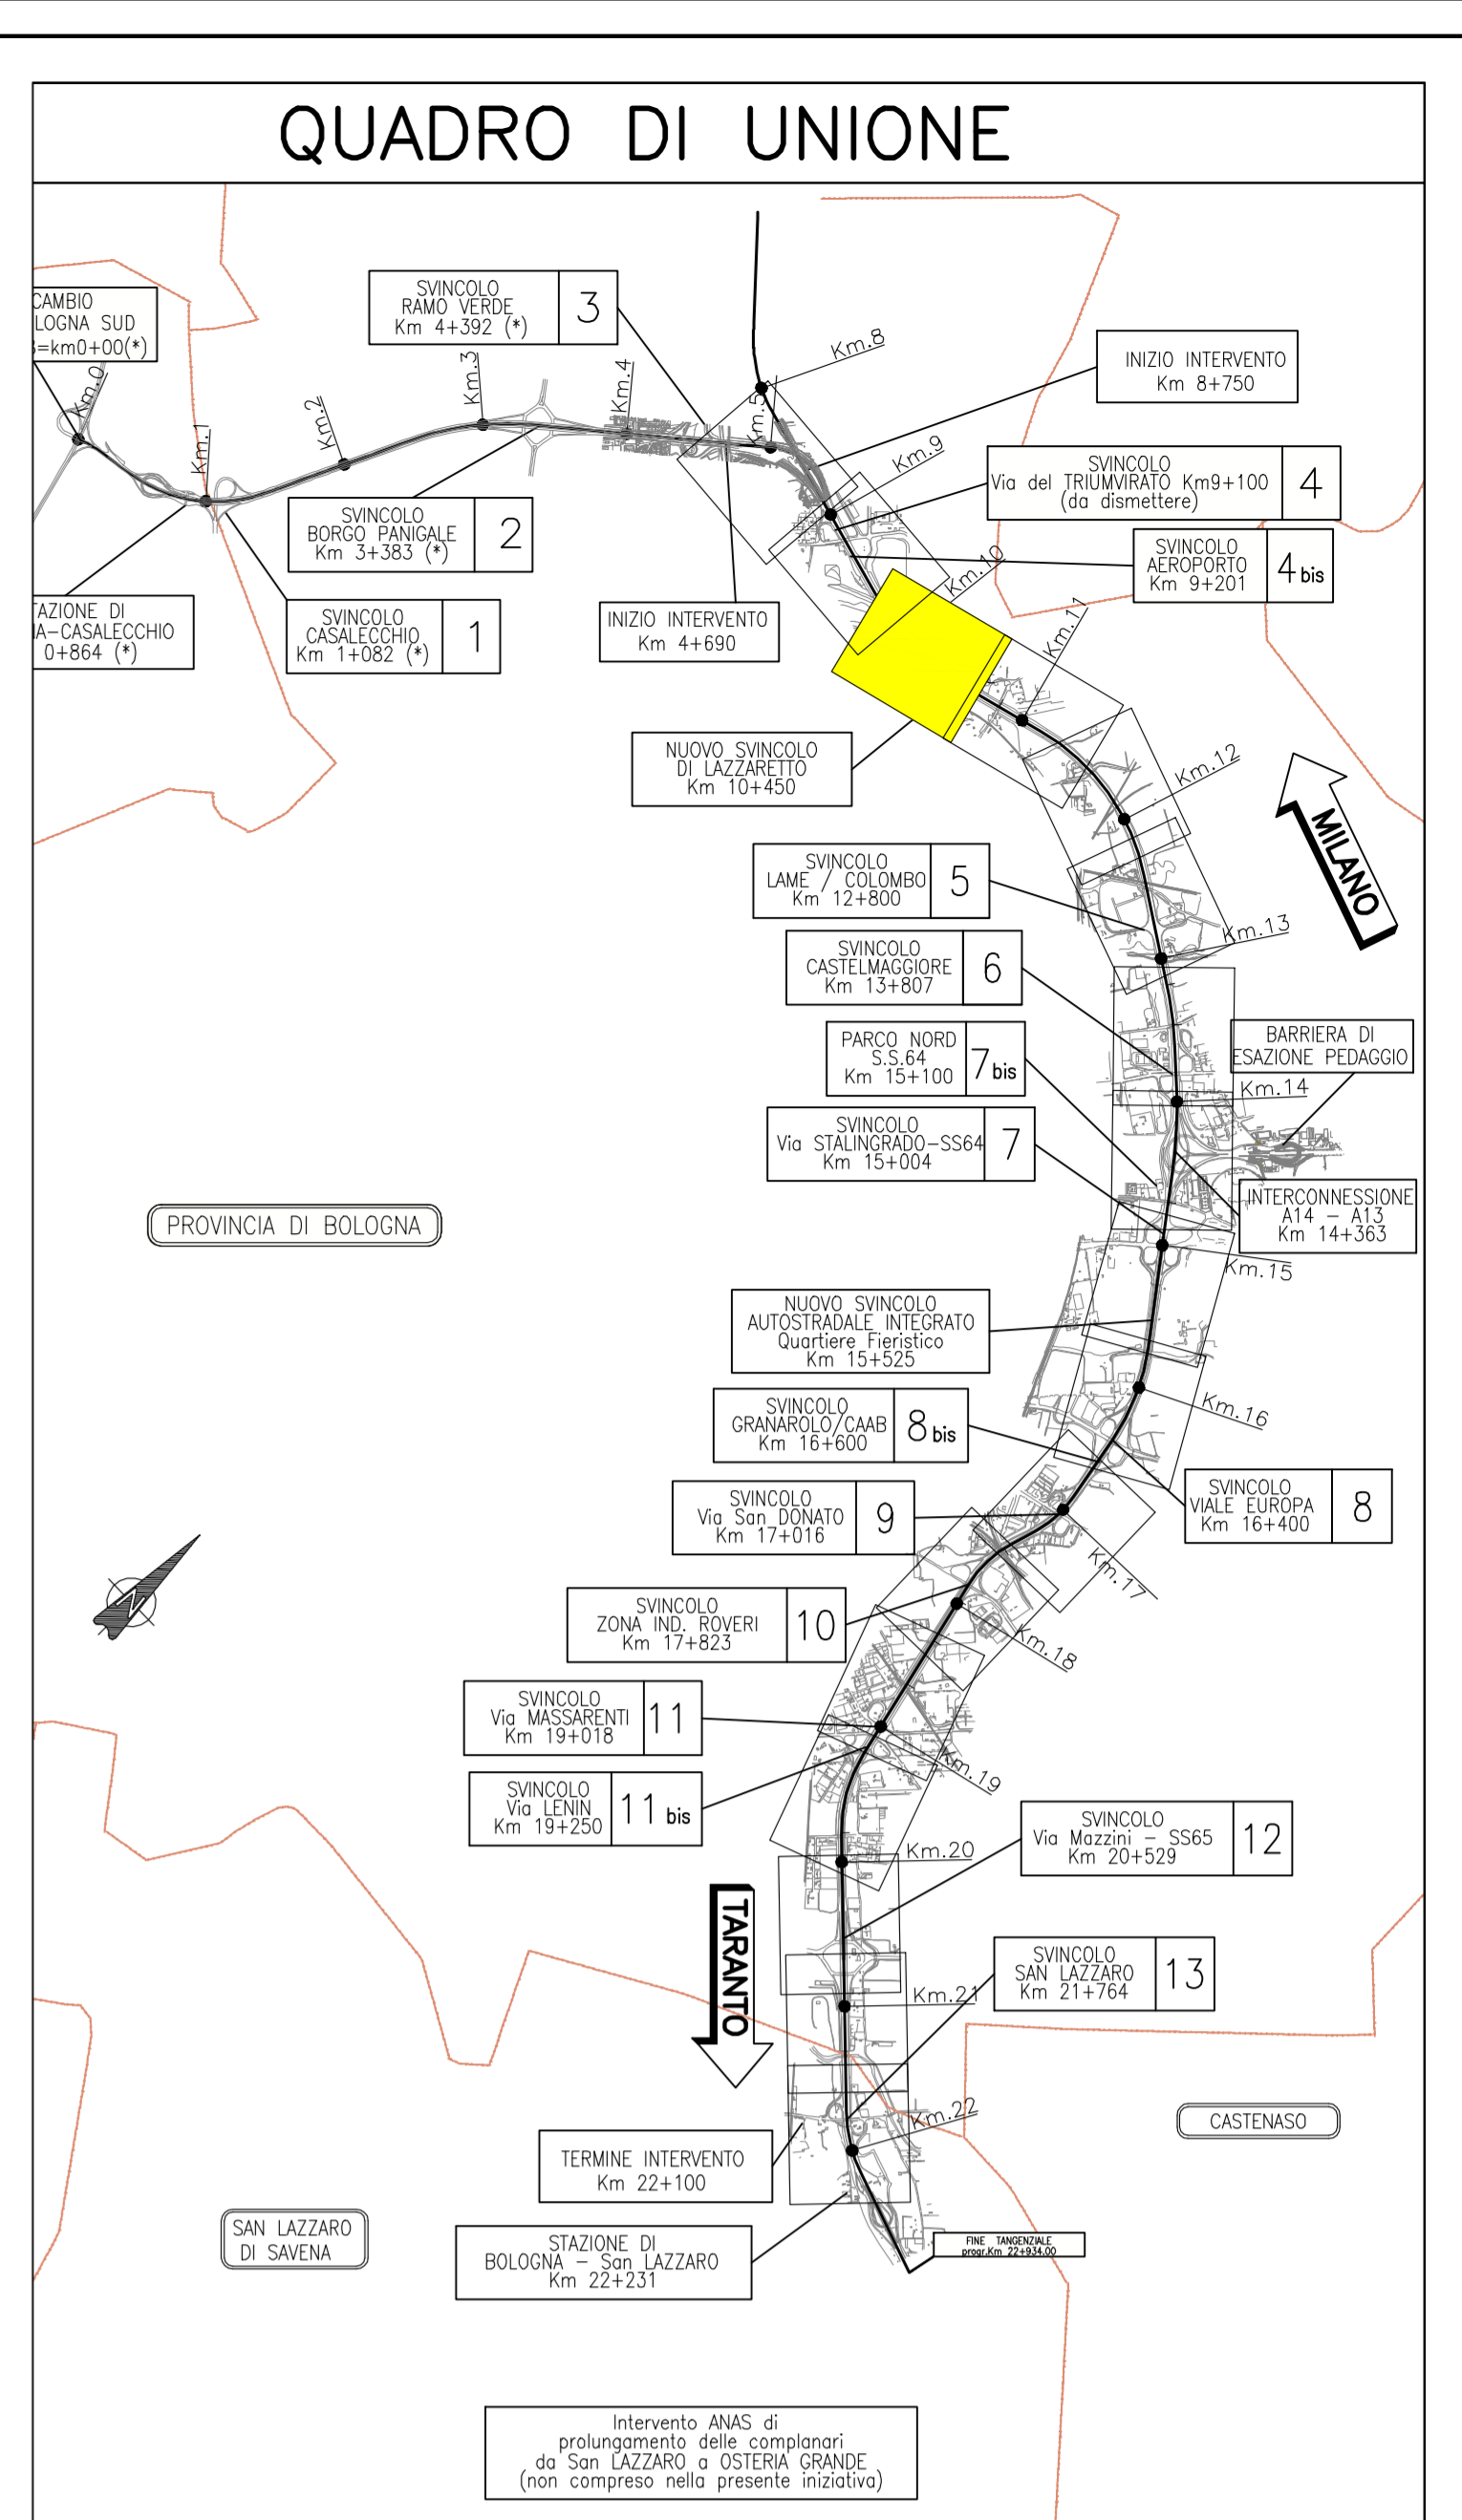 QUADRO DI UNIONE
CAMBIO
LOGNA SUD
=km0+00(*)
SVINCOLO
RAMO VERDE
Km 4+392 (*)
3
Km.0
Km.1
Km.2
Km.3
Km.4
Km.5
Km.8
INIZIO INTERVENTO
Km 8+750
Km.9
SVINCOLO
Via del TRIUMVIRATO Km9+100
(da dismettere)
4
SVINCOLO
BORGO PANIGALE
Km 3+383 (*)
2
SVINCOLO
AEROPORTO
Km 9+201
4 bis
Km.10
TAZIONE DI
A-CASALECCHIO
0+864 (*)
SVINCOLO
CASALECCHIO
Km 1+082 (*)
1
INIZIO INTERVENTO
Km 4+690
Km.11
NUOVO SVINCOLO
DI LAZZARETTO
Km 10+450
Km.12
MILANO
SVINCOLO
LAME / COLOMBO
Km 12+800
5
Km.13
SVINCOLO
CASTELMAGGIORE
Km 13+807
6
PARCO NORD
S.S.64
Km 15+100
7 bis
BARRIERA DI
ESAZIONE PEDAGGIO
Km.14
SVINCOLO
Via STALINGRADO-SS64
Km 15+004
7
INTERCONNESSIONE
A14 - A13
Km 14+363
PROVINCIA DI BOLOGNA
Km.15
NUOVO SVINCOLO
AUTOSTRADALE INTEGRATO
Quartiere Fieristico
Km 15+525
SVINCOLO
GRANAROLO/CAAB
Km 16+600
8 bis
Km.16
SVINCOLO
Via San DONATO
Km 17+016
9
SVINCOLO
VIALE EUROPA
Km 16+400
8
Km.17
SVINCOLO
ZONA IND. ROVERI
Km 17+823
10
Km.18
SVINCOLO
Via MASSARENTI
Km 19+018
11
Km.19
SVINCOLO
Via LENIN
Km 19+250
11 bis
Km.20
SVINCOLO
Via Mazzini - SS65
Km 20+529
12
TARANTO
SVINCOLO
SAN LAZZARO
Km 21+764
13
Km.21
Km.22
CASTENASO
TERMINE INTERVENTO
Km 22+100
SAN LAZZARO
DI SAVENA
STAZIONE DI
BOLOGNA - San LAZZARO
Km 22+231
FINE TANGENZIALE
progr.Km 22+934.00
Intervento ANAS di
prolungamento delle complanari
da San LAZZARO a OSTERIA GRANDE
(non compreso nella presente iniziativa)